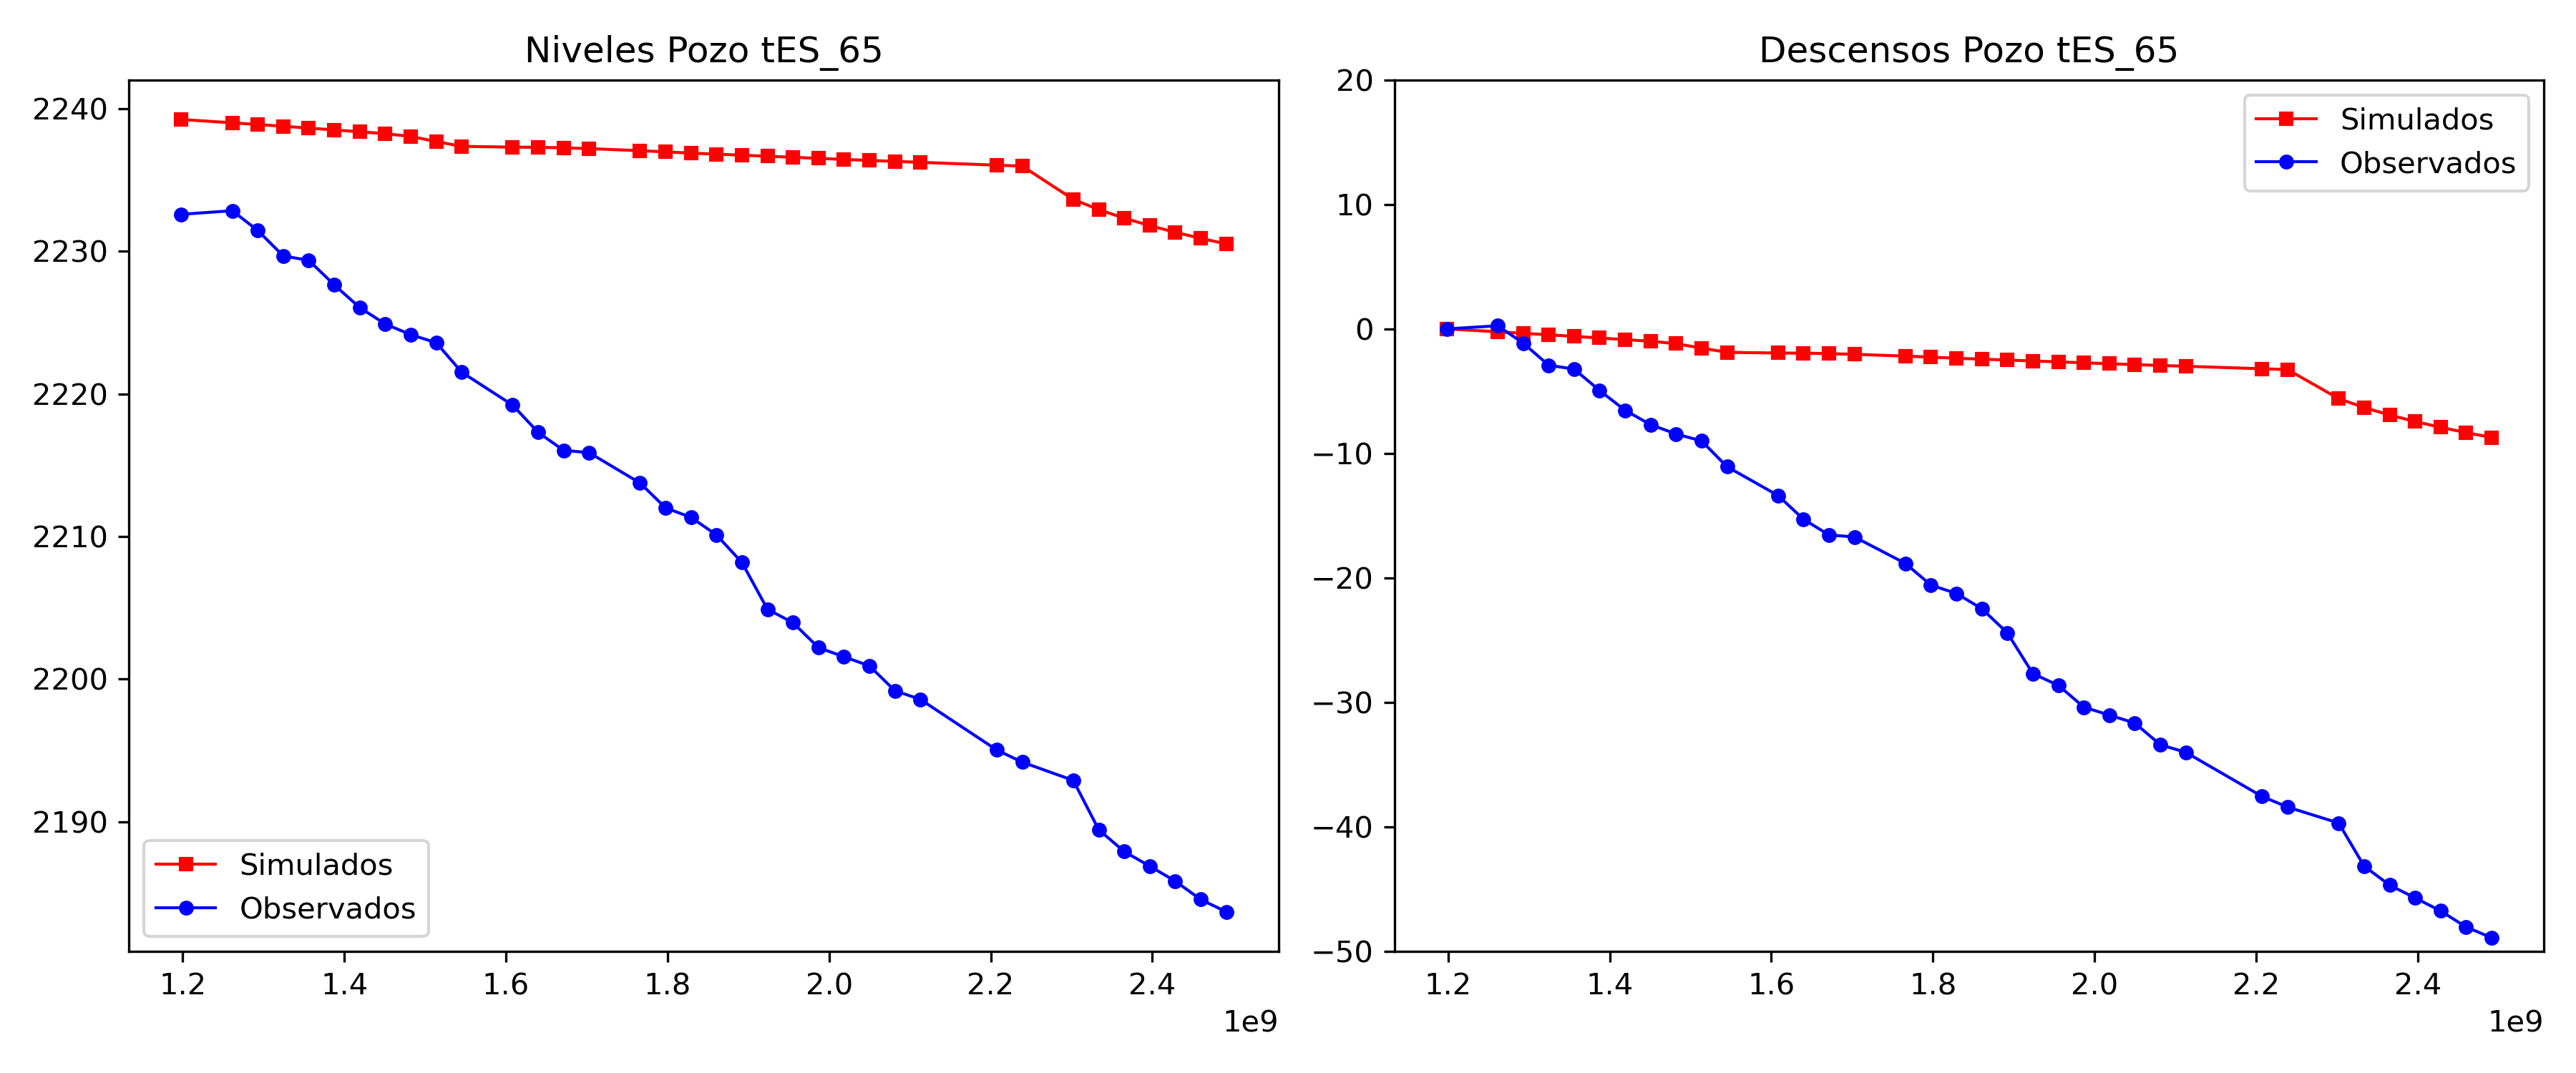 Niveles Pozo tES_65
2240
2230
2220
2210
2200
2190
Simulados
Observados
1.2 1.4 1.6 1.8 2.0 2.2 2.4
1e9
Descensos Pozo tES_65
20
10
0
−10
−20
−30
−40
−50
Simulados
Observados
1.2 1.4 1.6 1.8 2.0 2.2 2.4
1e9